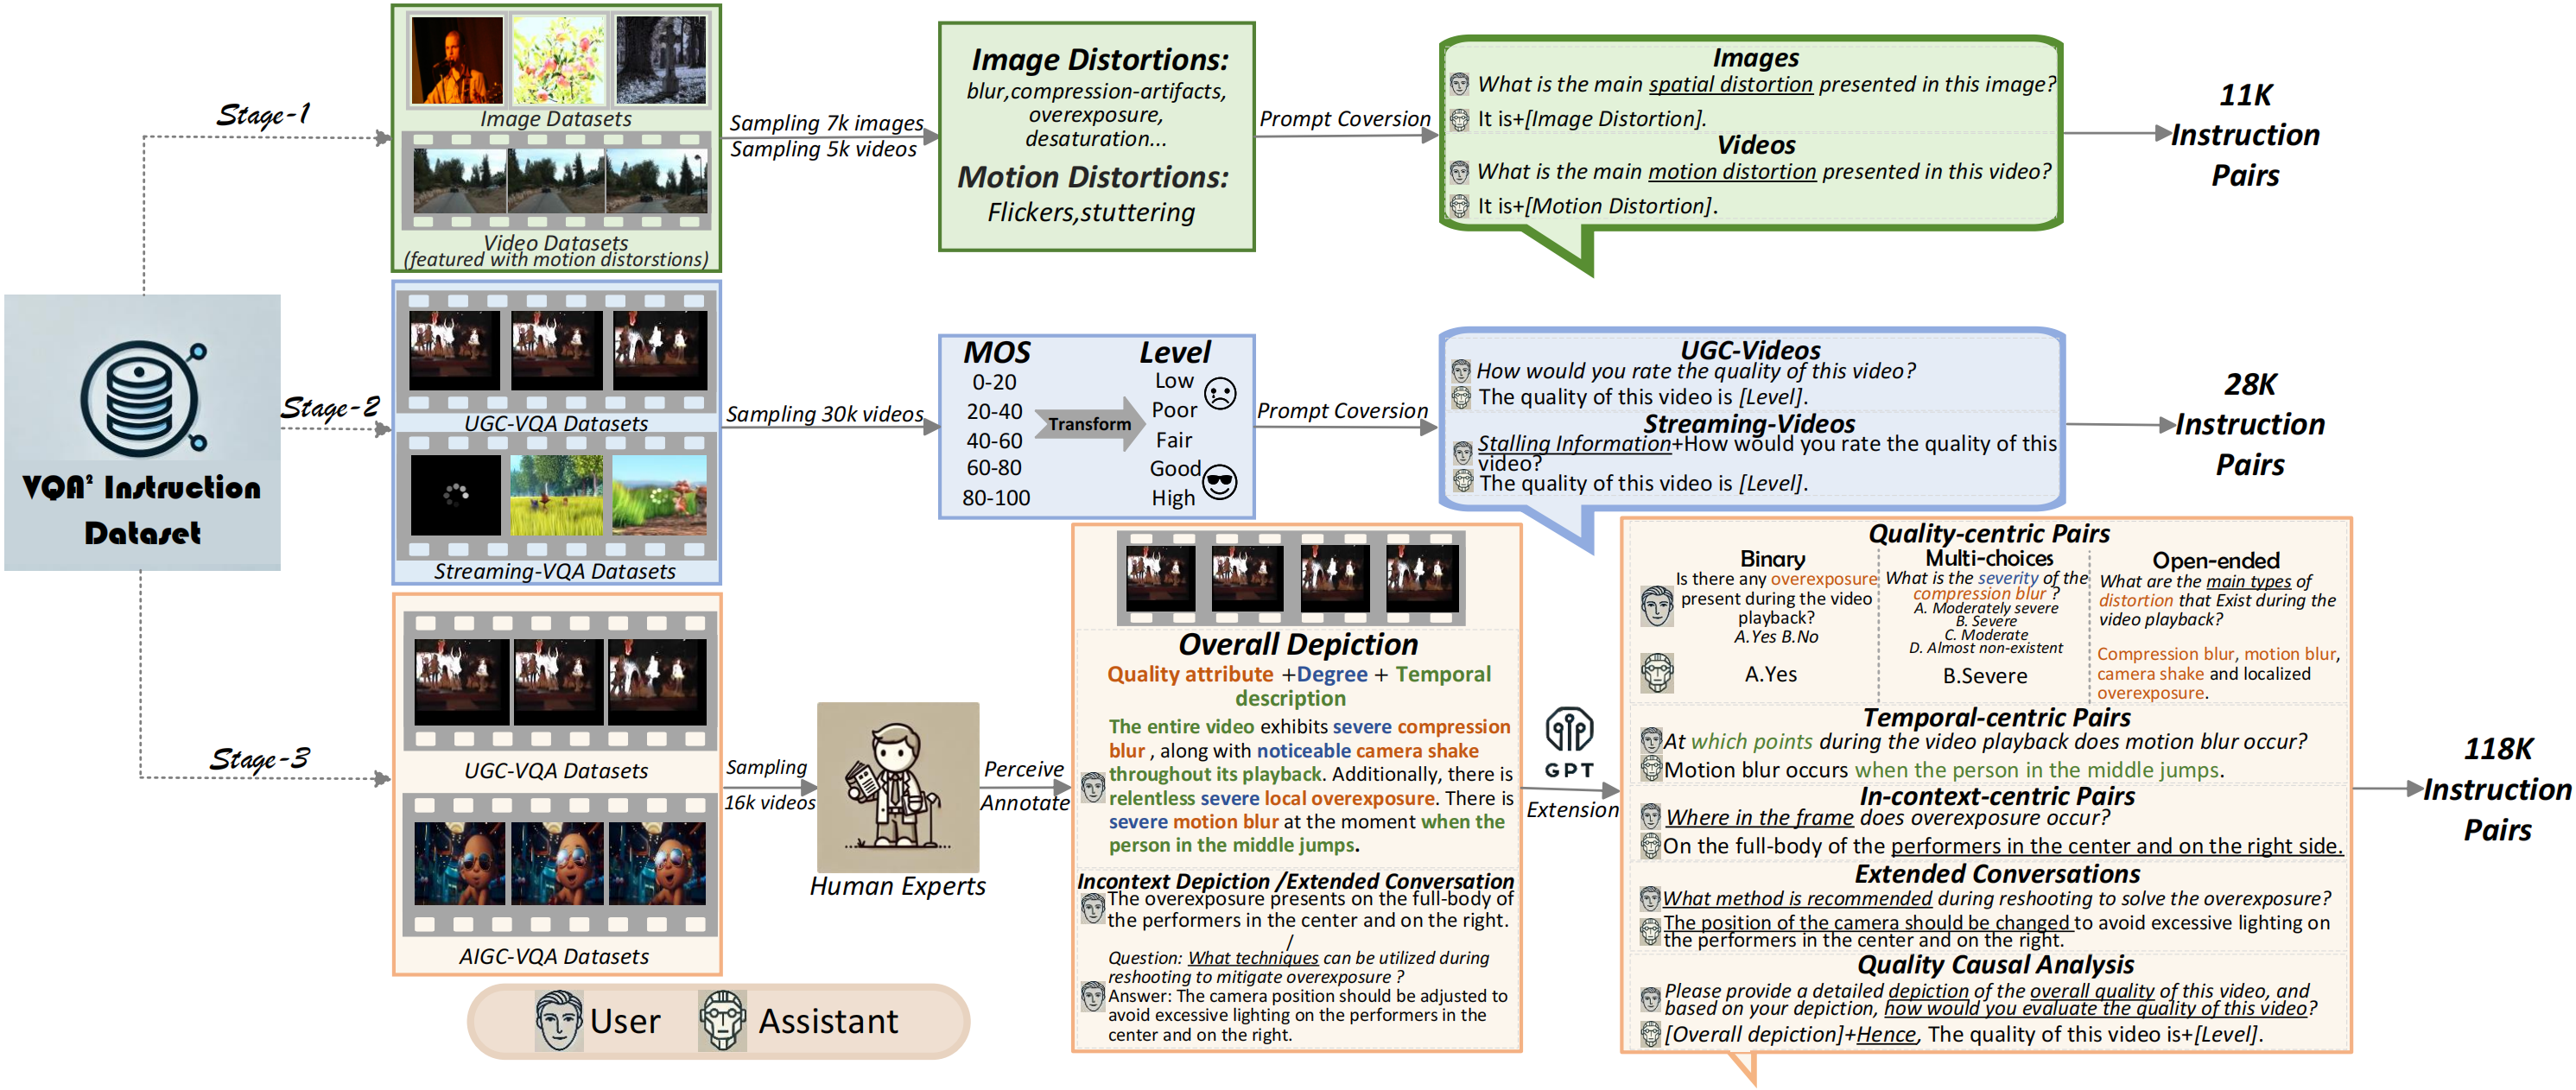 VQA² Instruction
Dataset
Stage-1
Image Datasets
Video Datasets
(featured with motion distorstions)
Sampling 7k images
Sampling 5k videos
Image Distortions:
blur,compression-artifacts,
overexposure,
desaturation...
Motion Distortions:
Flickers,stuttering
Prompt Coversion
Images
What is the main spatial distortion presented in this image?
It is+[Image Distortion].
Videos
What is the main motion distortion presented in this video?
It is+[Motion Distortion].
11K
Instruction
Pairs
Stage-2
UGC-VQA Datasets
Streaming-VQA Datasets
Sampling 30k videos
MOS
0-20
20-40
40-60
60-80
80-100
Transform
Level
Low
Poor
Fair
Good
High
Prompt Coversion
UGC-Videos
How would you rate the quality of this video?
The quality of this video is [Level].
Streaming-Videos
Stalling Information+How would you rate the quality of this
video?
The quality of this video is [Level].
28K
Instruction
Pairs
Stage-3
UGC-VQA Datasets
AIGC-VQA Datasets
Sampling
16k videos
Human Experts
Perceive
Annotate
Overall Depiction
Quality attribute +Degree + Temporal
description
The entire video exhibits severe compression
blur , along with noticeable camera shake
throughout its playback. Additionally, there is
relentless severe local overexposure. There is
severe motion blur at the moment when the
person in the middle jumps.
Incontext Depiction /Extended Conversation
The overexposure presents on the full-body of
the performers in the center and on the right.
/
Question: What techniques can be utilized during
reshooting to mitigate overexposure ?
Answer: The camera position should be adjusted to
avoid excessive lighting on the performers in the
center and on the right.
GPT
Extension
Quality-centric Pairs
Binary
Is there any overexposure
present during the video
playback?
A.Yes B.No
A.Yes
Multi-choices
What is the severity of the
compression blur ?
A. Moderately severe
B. Severe
C. Moderate
D. Almost non-existent
B.Severe
Open-ended
What are the main types of
distortion that Exist during the
video playback?
Compression blur, motion blur,
camera shake and localized
overexposure.
Temporal-centric Pairs
At which points during the video playback does motion blur occur?
Motion blur occurs when the person in the middle jumps.
In-context-centric Pairs
Where in the frame does overexposure occur?
On the full-body of the performers in the center and on the right side.
Extended Conversations
What method is recommended during reshooting to solve the overexposure?
The position of the camera should be changed to avoid excessive lighting on
the performers in the center and on the right.
Quality Causal Analysis
Please provide a detailed depiction of the overall quality of this video, and
based on your depiction, how would you evaluate the quality of this video?
[Overall depiction]+Hence, The quality of this video is+[Level].
118K
Instruction
Pairs
User
Assistant